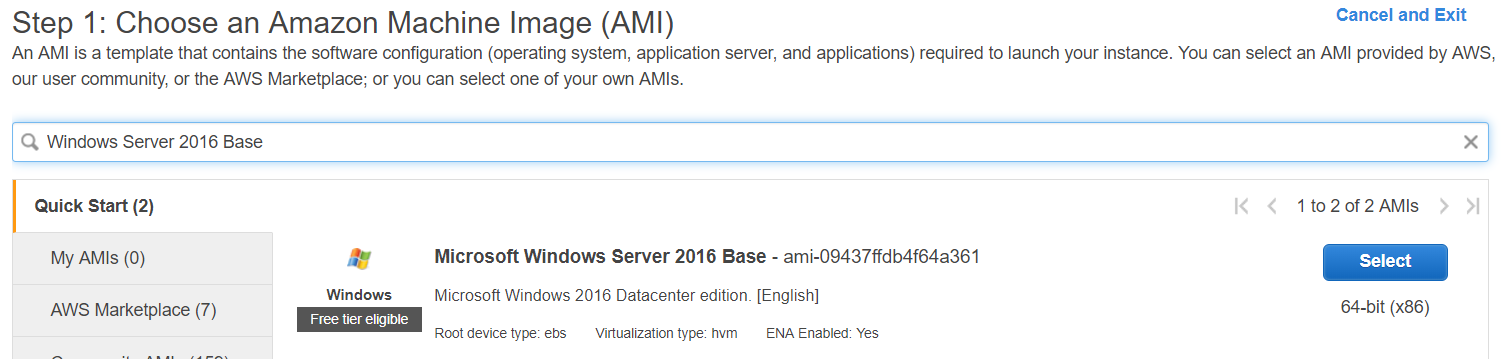 Step 1: Choose an Amazon Machine Image (AMI)
Cancel and Exit
An AMI is a template that contains the software configuration (operating system, application server, and applications) required to launch your instance. You can select an AMI provided by AWS,
our user community, or the AWS Marketplace; or you can select one of your own AMIs.
Windows Server 2016 Base
Quick Start (2)
1 to 2 of 2 AMIs
My AMIs (0)
AWS Marketplace (7)
Community AMIs (159)
Windows
Free tier eligible
Microsoft Windows Server 2016 Base - ami-09437ffdb4f64a361
Microsoft Windows 2016 Datacenter edition. [English]
Root device type: ebs Virtualization type: hvm ENA Enabled: Yes
Select
64-bit (x86)